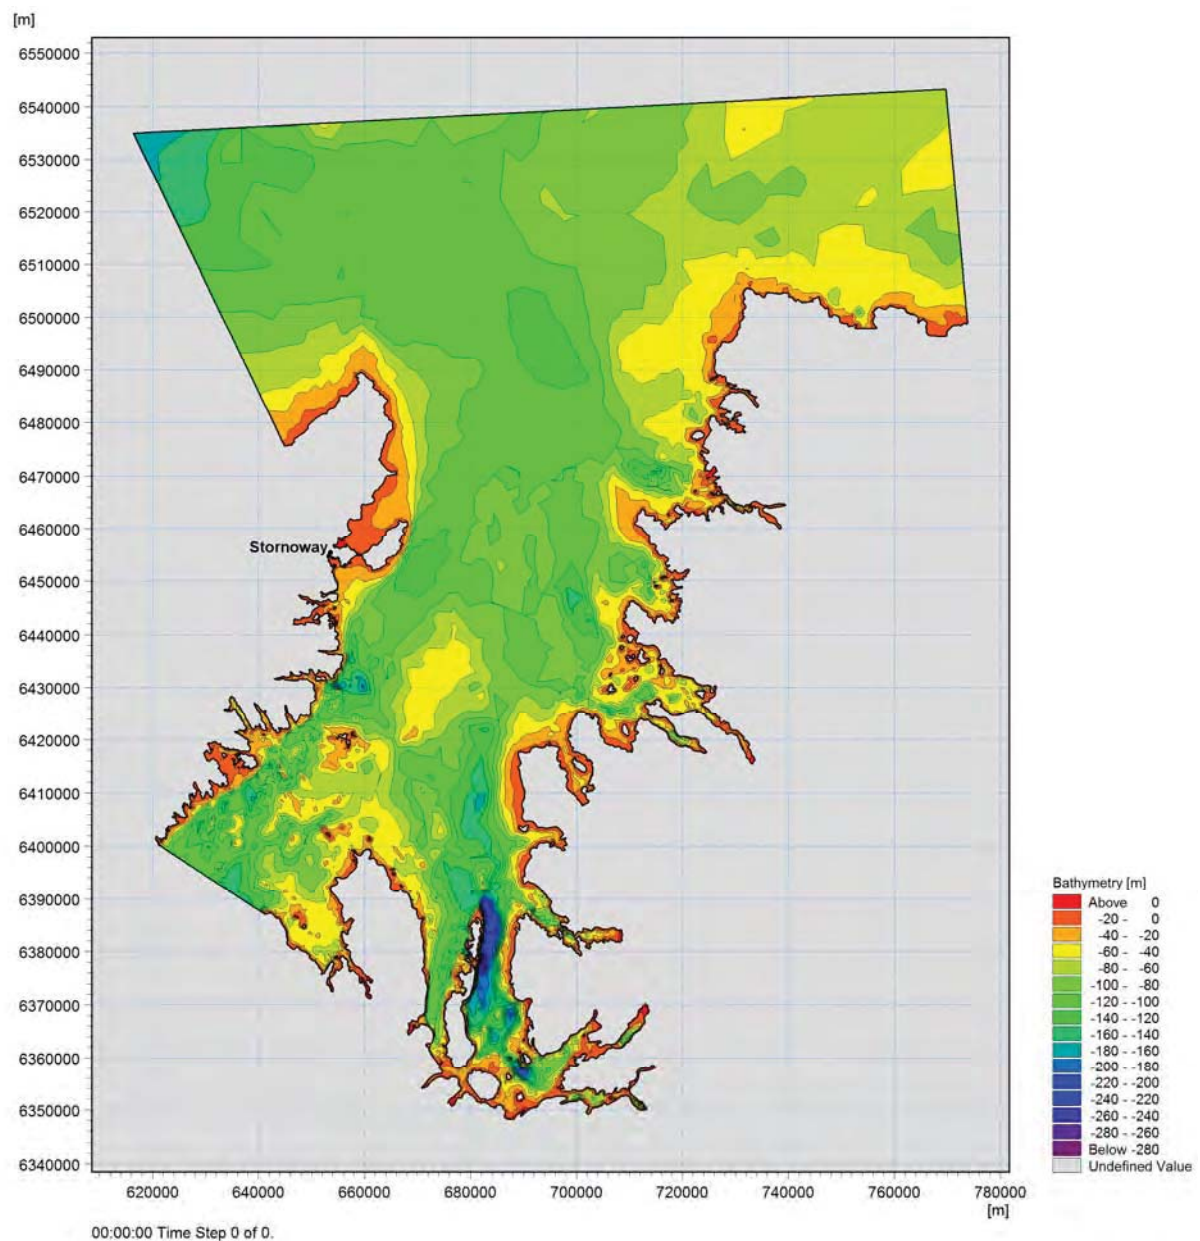 [m]
6550000
6540000
6530000
6520000
6510000
6500000
6490000
6480000
6470000
6460000
Stornoway
6450000
6440000
6430000
6420000
6410000
6400000
6390000
6380000
6370000
6360000
6350000
6340000
620000 640000 660000 680000 700000 720000 740000 760000 780000
[m]
Bathymetry [m]
Above 0
-20 - 0
-40 - -20
-60 - -40
-80 - -60
-100 - -80
-120 - -100
-140 - -120
-160 - -140
-180 - -160
-200 - -180
-220 - -200
-240 - -220
-260 - -240
-280 - -260
Below -280
Undefined Value
00:00:00 Time Step 0 of 0.